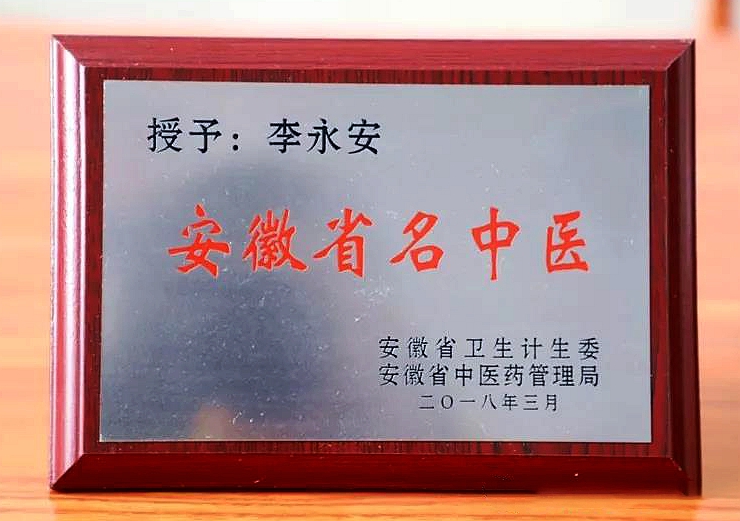 授予：李永安
安徽省名中医
安徽省卫生计生委
安徽省中医药管理局
二〇一八年三月